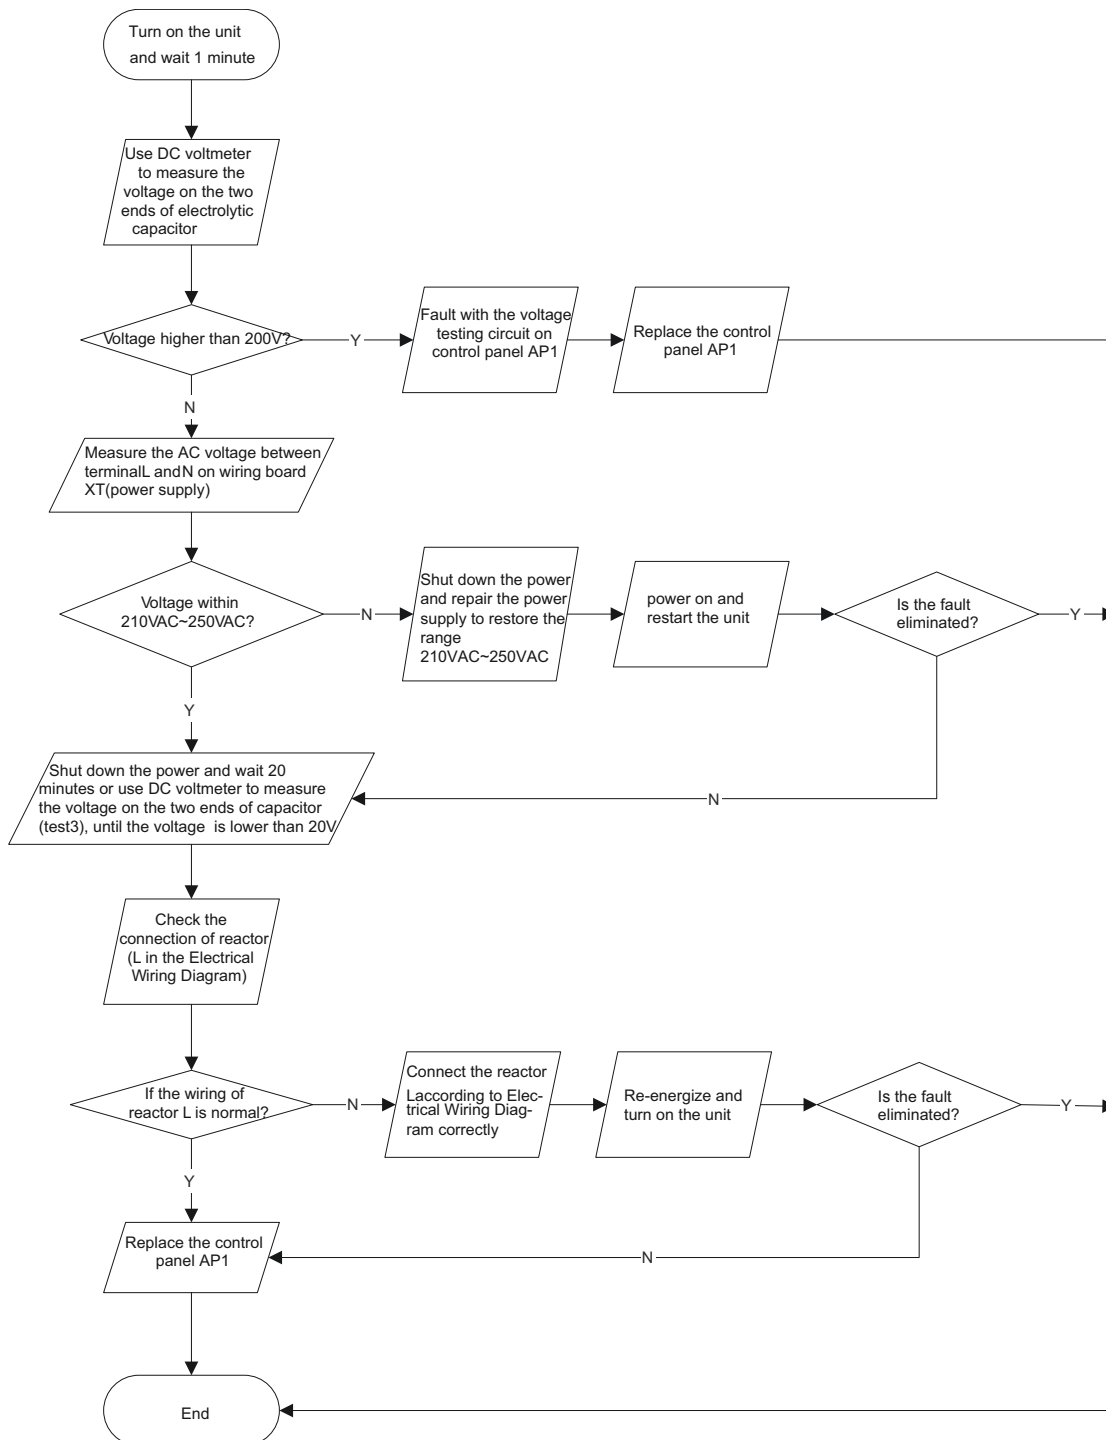 Turn on the unit
and wait 1 minute
Use DC voltmeter
to measure the
voltage on the two
ends of electrolytic
capacitor
Voltage higher than 200V?
Y
Fault with the voltage
testing circuit on
control panel AP1
Replace the control
panel AP1
N
Measure the AC voltage between
terminalL andN on wiring board
XT(power supply)
Voltage within
210VAC~250VAC?
N
Shut down the power
and repair the power
supply to restore the
range
210VAC~250VAC
power on and
restart the unit
Is the fault
eliminated?
Y
Y
N
Shut down the power and wait 20
minutes or use DC voltmeter to measure
the voltage on the two ends of capacitor
(test3), until the voltage is lower than 20V
Check the
connection of reactor
(L in the Electrical
Wiring Diagram)
If the wiring of
reactor L is normal?
N
Connect the reactor
Laccording to Elec-
trical Wiring Diag-
ram correctly
Re-energize and
turn on the unit
Is the fault
eliminated?
Y
Y
N
Replace the control
panel AP1
End